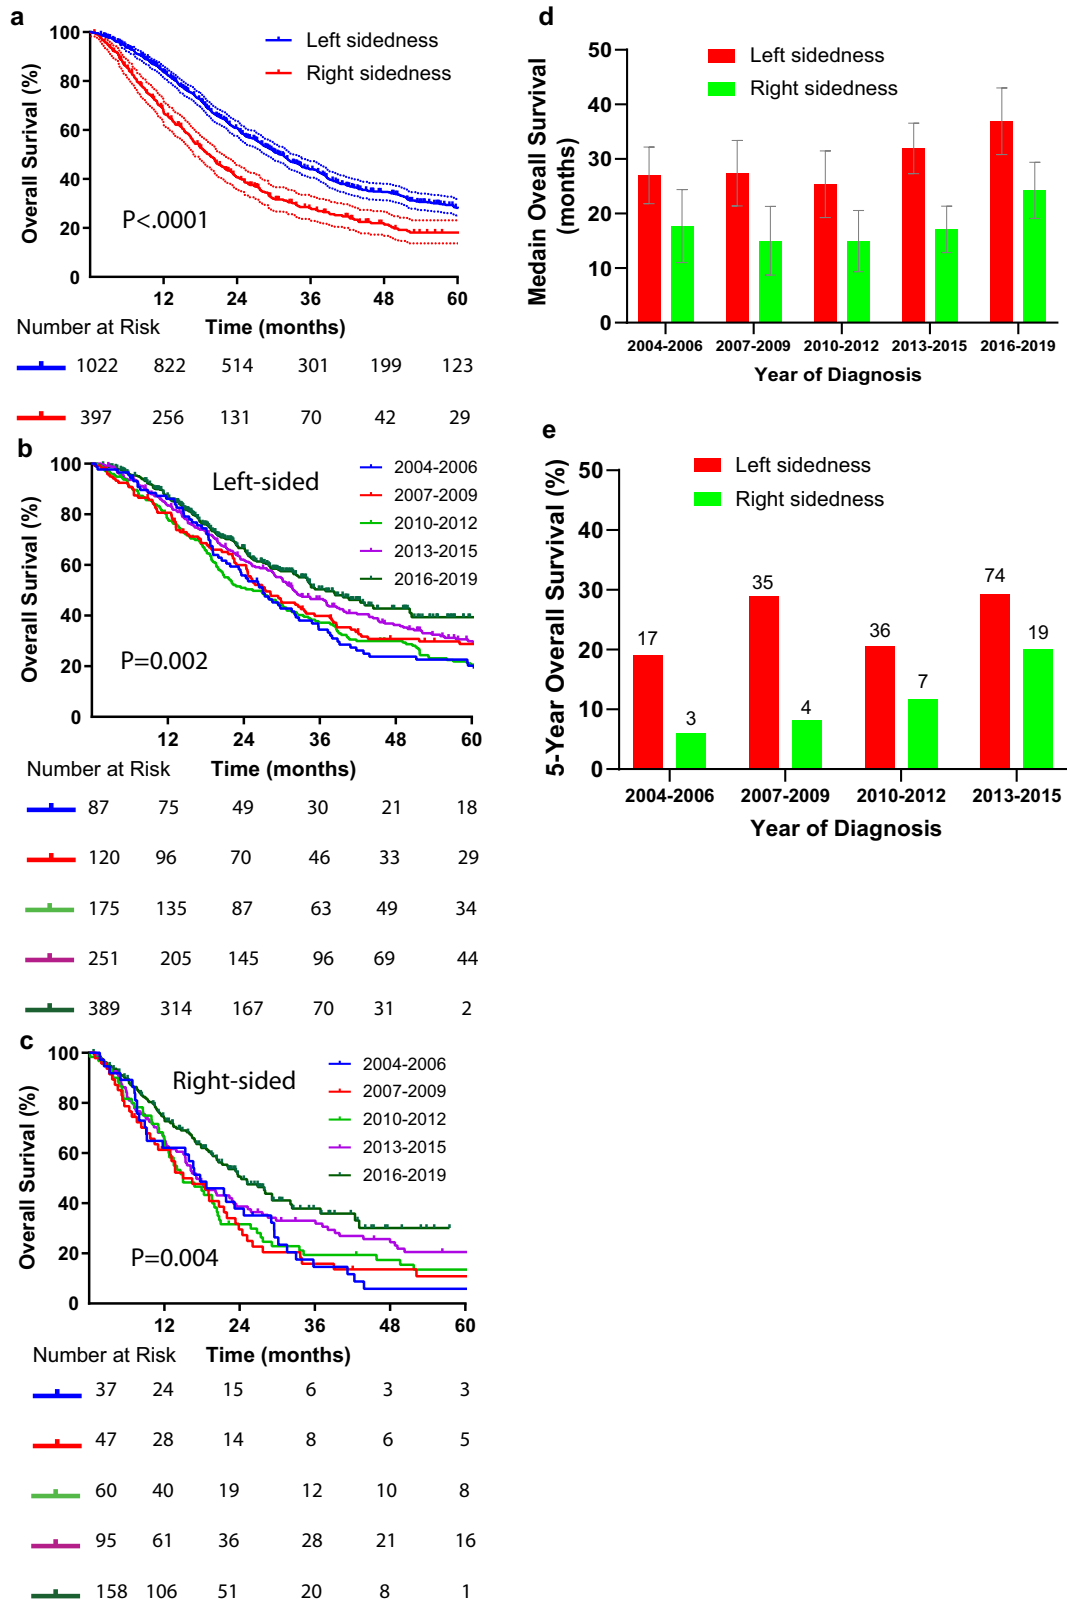 a
Overall Surival (%)
100
80
60
40
20
0
Left sidedness
Right sidedness
P<.0001
12 24 36 48 60
Number at Risk Time (months)
1022 822 514 301 199 123
397 256 131 70 42 29
b
Overall Surival (%)
100
80
60
40
20
0
Left-sided
2004-2006
2007-2009
2010-2012
2013-2015
2016-2019
P=0.002
12 24 36 48 60
Number at Risk Time (months)
87 75 49 30 21 18
120 96 70 46 33 29
175 135 87 63 49 34
251 205 145 96 69 44
389 314 167 70 31 2
c
Overall Surival (%)
100
80
60
40
20
0
Right-sided
2004-2006
2007-2009
2010-2012
2013-2015
2016-2019
P=0.004
12 24 36 48 60
Number at Risk Time (months)
37 24 15 6 3 3
47 28 14 8 6 5
60 40 19 12 10 8
95 61 36 28 21 16
158 106 51 20 8 1
d
Medain Oveall Survival
(months)
50
40
30
20
10
0
Left sidedness
Right sidedness
2004-2006 2007-2009 2010-2012 2013-2015 2016-2019
Year of Diagnosis
e
5-Year Overall Survival (%)
50
40
30
20
10
0
Left sidedness
Right sidedness
17 3 35 4 36 7 74 19
2004-2006 2007-2009 2010-2012 2013-2015
Year of Diagnosis